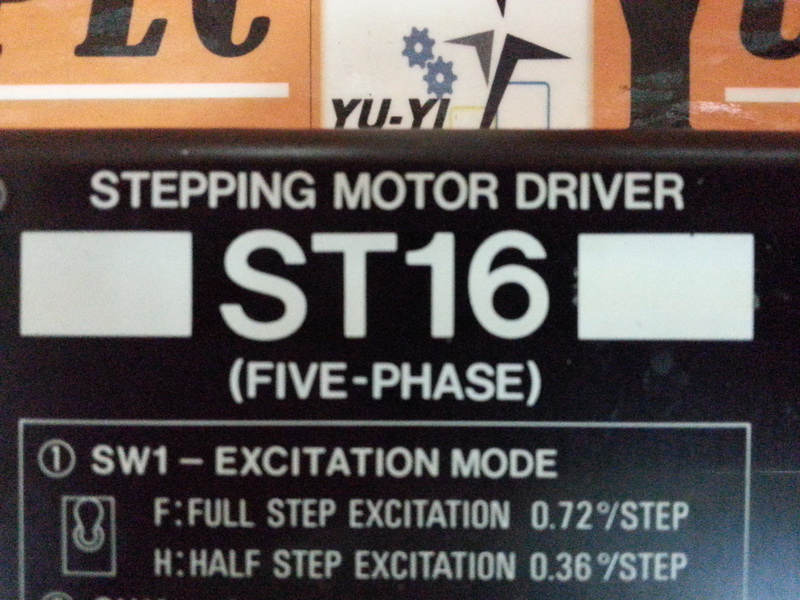 PLC
YU-YI
STEPPING MOTOR DRIVER
ST16
(FIVE-PHASE)
① SW1 – EXCITATION MODE
F:FULL STEP EXCITATION 0.72°/STEP
H:HALF STEP EXCITATION 0.36°/STEP